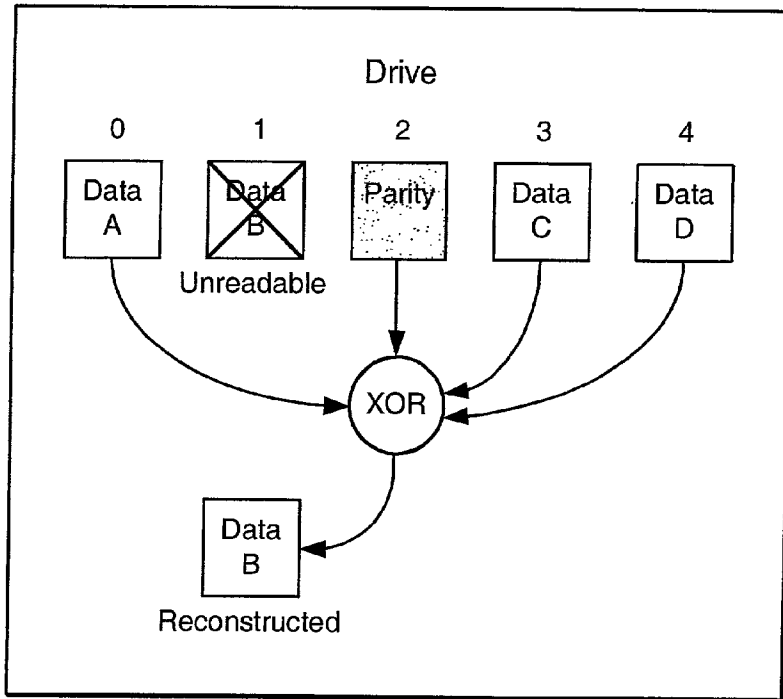 Drive
0 1 2 3 4
Data
A
Data
B
Parity
Data
C
Data
D
Unreadable
XOR
Data
B
Reconstructed